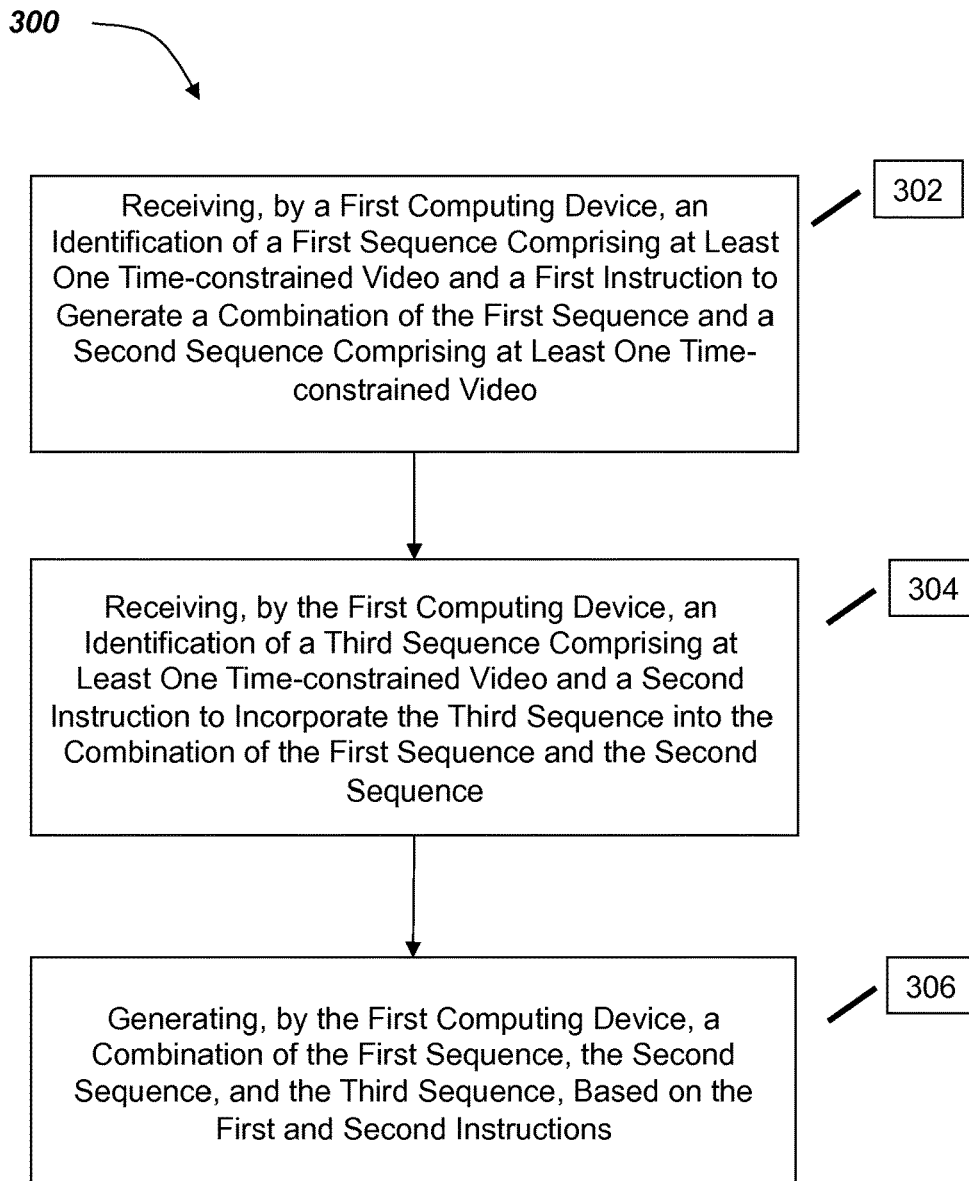 300
302
Receiving, by a First Computing Device, an
Identification of a First Sequence Comprising at Least
One Time-constrained Video and a First Instruction to
Generate a Combination of the First Sequence and a
Second Sequence Comprising at Least One Time-
constrained Video
304
Receiving, by the First Computing Device, an
Identification of a Third Sequence Comprising at
Least One Time-constrained Video and a Second
Instruction to Incorporate the Third Sequence into the
Combination of the First Sequence and the Second
Sequence
306
Generating, by the First Computing Device, a
Combination of the First Sequence, the Second
Sequence, and the Third Sequence, Based on the
First and Second Instructions